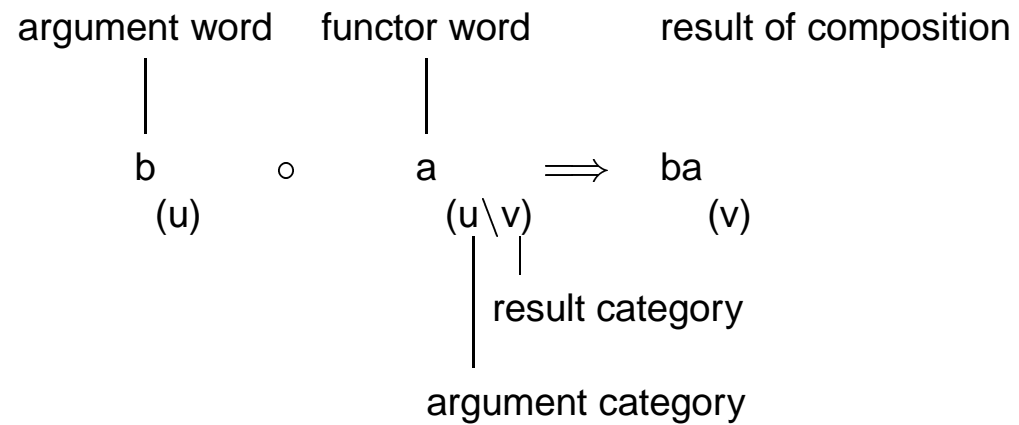 argument word functor word result of composition
b ∘ a ⟹ ba
(u) (u\v) (v)
result category
argument category